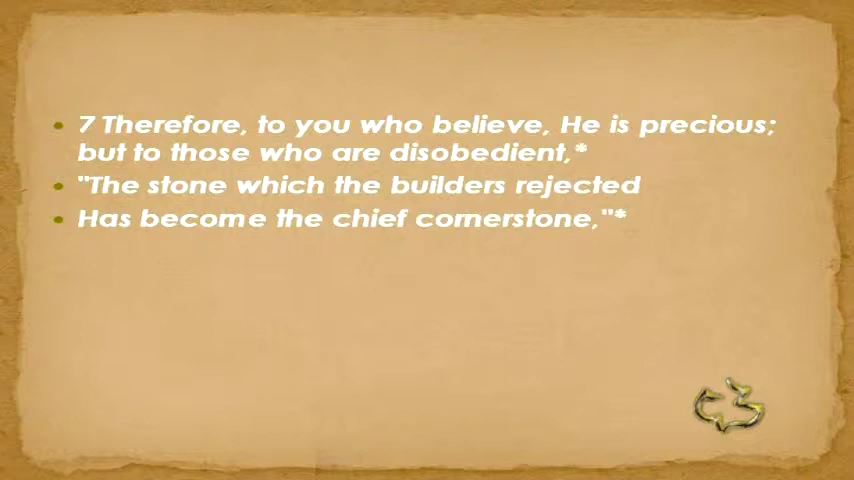 7 Therefore, to you who believe, He is precious;
but to those who are disobedient,*
"The stone which the builders rejected
Has become the chief cornerstone,"*